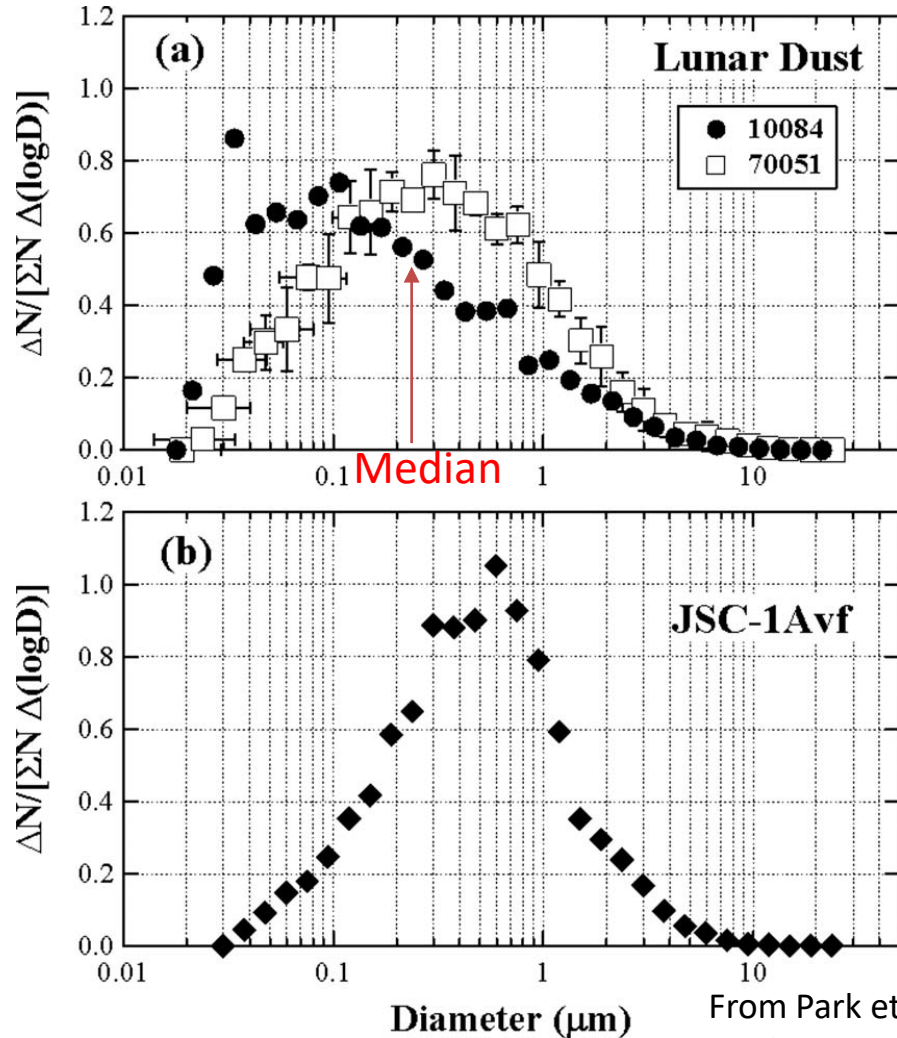 (a)
Lunar Dust
10084
70051
ΔN/[ΣN Δ(logD)]
1.2
1.0
0.8
0.6
0.4
0.2
0.0
0.01
0.1
1
10
Median
(b)
JSC-1Avf
ΔN/[ΣN Δ(logD)]
1.2
1.0
0.8
0.6
0.4
0.2
0.0
0.01
0.1
1
10
Diameter (μm)
From Park et